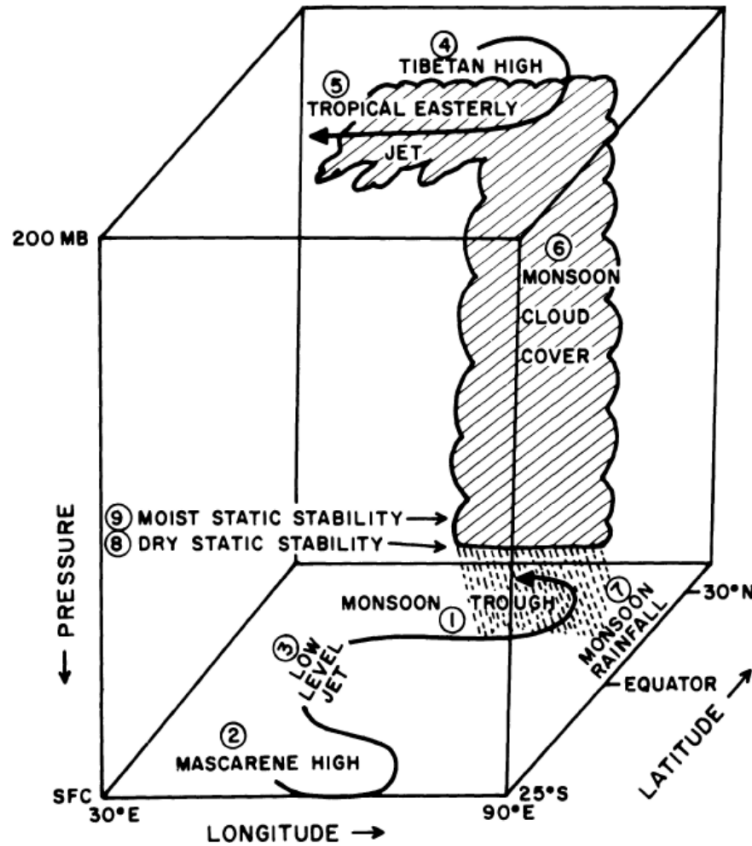 ④
TIBETAN HIGH
⑤
TROPICAL EASTERLY
JET
200 MB
⑥
MONSOON
CLOUD
COVER
⑨ MOIST STATIC STABILITY →
⑧ DRY STATIC STABILITY →
← PRESSURE
MONSOON TROUGH
①
⑦
MONSOON
RAINFALL
30°N
③
LOW
LEVEL
JET
EQUATOR
②
MASCARENE HIGH
LATITUDE →
SFC
25°S
30°E
90°E
LONGITUDE →